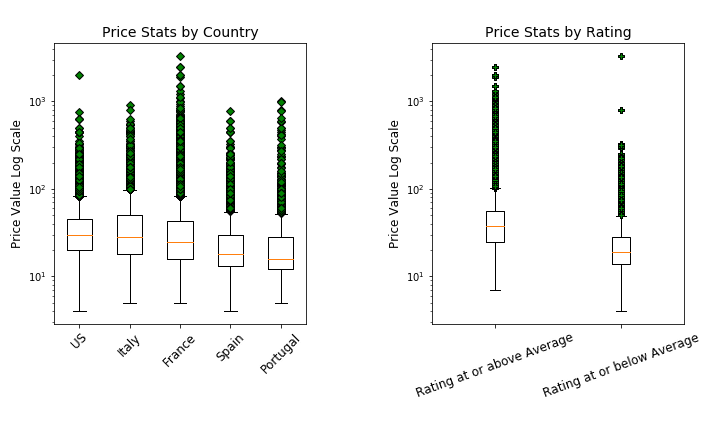 Price Stats by Country
Price Value Log Scale
10³
10²
10¹
US
Italy
France
Spain
Portugal
Price Stats by Rating
Price Value Log Scale
10³
10²
10¹
Rating at or above Average
Rating at or below Average